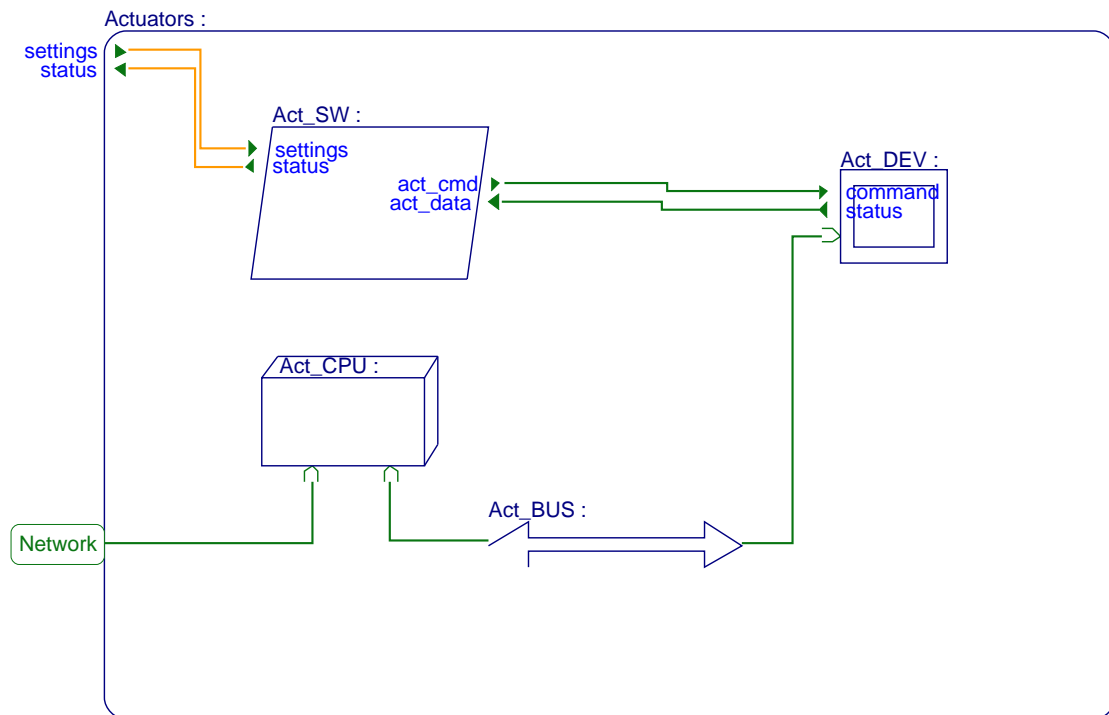 Actuators :
settings
status
Act_SW :
settings
status
act_cmd
act_data
Act_DEV :
command
status
Act_CPU :
Act_BUS :
Network